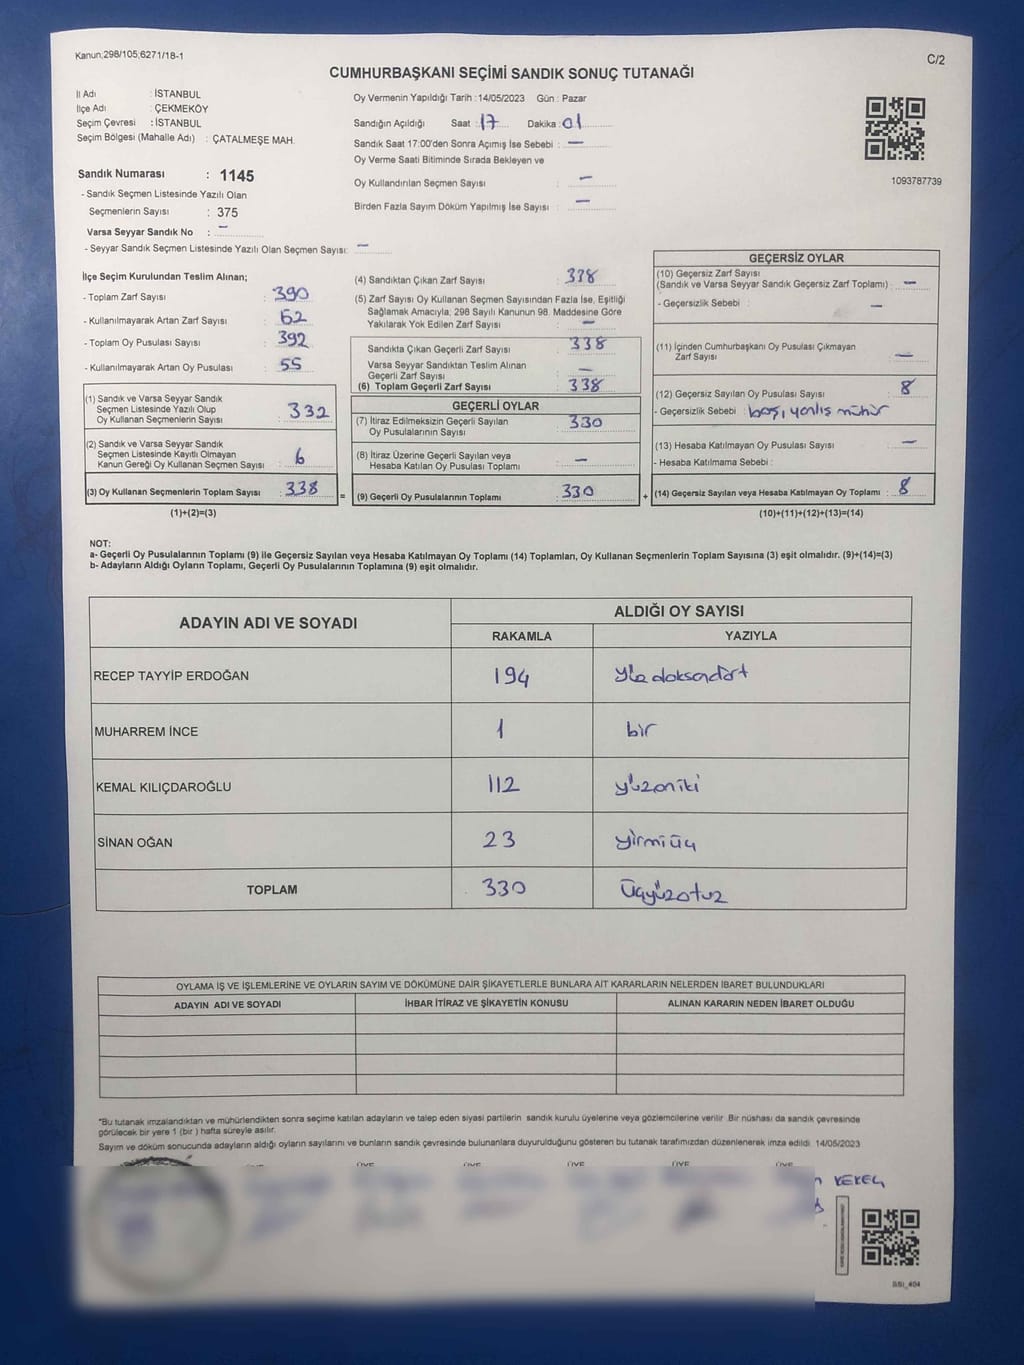 Kanun;298/105;6271/18-1
C/2
CUMHURBAŞKANI SEÇİMİ SANDIK SONUÇ TUTANAĞI
İl Adı : İSTANBUL
İlçe Adı : ÇEKMEKÖY
Seçim Çevresi : İSTANBUL
Seçim Bölgesi (Mahalle Adı) : ÇATALMEŞE MAH.
Sandık Numarası : 1145
- Sandık Seçmen Listesinde Yazılı Olan
Seçmenlerin Sayısı : 375
Varsa Seyyar Sandık No : -
- Seyyar Sandık Seçmen Listesinde Yazılı Olan Seçmen Sayısı: -
Oy Vermenin Yapıldığı Tarih : 14/05/2023 Gün : Pazar
Sandığın Açıldığı Saat : 17 Dakika : 01
Sandık Saat 17:00'den Sonra Açımış İse Sebebi : -
Oy Verme Saati Bitiminde Sırada Bekleyen ve
Oy Kullandırılan Seçmen Sayısı : -
Birden Fazla Sayım Döküm Yapılmış İse Sayısı : -
1093787739
İlçe Seçim Kurulundan Teslim Alınan;
- Toplam Zarf Sayısı : 390
- Kullanılmayarak Artan Zarf Sayısı : 62
- Toplam Oy Pusulası Sayısı : 392
- Kullanılmayarak Artan Oy Pusulası : 55
(1) Sandık ve Varsa Seyyar Sandık
Seçmen Listesinde Yazılı Olup
Oy Kullanan Seçmenlerin Sayısı : 332
(2) Sandık ve Varsa Seyyar Sandık
Seçmen Listesinde Kayıtlı Olmayan
Kanun Gereği Oy Kullanan Seçmen Sayısı : 6
(3) Oy Kullanan Seçmenlerin Toplam Sayısı : 338 =
(1)+(2)=(3)
(4) Sandıktan Çıkan Zarf Sayısı : 338
(5) Zarf Sayısı Oy Kullanan Seçmen Sayısından Fazla İse, Eşitliği
Sağlamak Amacıyla; 298 Sayılı Kanunun 98. Maddesine Göre
Yakılarak Yok Edilen Zarf Sayısı : -
Sandıkta Çıkan Geçerli Zarf Sayısı : 338
Varsa Seyyar Sandıktan Teslim Alınan
Geçerli Zarf Sayısı : -
(6) Toplam Geçerli Zarf Sayısı : 338
GEÇERLİ OYLAR
(7) İtiraz Edilmeksizin Geçerli Sayılan
Oy Pusulalarının Sayısı : 330
(8) İtiraz Üzerine Geçerli Sayılan veya
Hesaba Katılan Oy Pusulası Toplamı : -
(9) Geçerli Oy Pusulalarının Toplamı : 330 +
GEÇERSİZ OYLAR
(10) Geçersiz Zarf Sayısı
(Sandık ve Varsa Seyyar Sandık Geçersiz Zarf Toplamı) : -
- Geçersizlik Sebebi : -
(11) İçinden Cumhurbaşkanı Oy Pusulası Çıkmayan
Zarf Sayısı : -
(12) Geçersiz Sayılan Oy Pusulası Sayısı : 8
- Geçersizlik Sebebi : boş, yanlış mühür
(13) Hesaba Katılmayan Oy Pusulası Sayısı : -
- Hesaba Katılmama Sebebi :
(14) Geçersiz Sayılan veya Hesaba Katılmayan Oy Toplamı : 8
(10)+(11)+(12)+(13)=(14)
NOT:
a- Geçerli Oy Pusulalarının Toplamı (9) ile Geçersiz Sayılan veya Hesaba Katılmayan Oy Toplamı (14) Toplamları, Oy Kullanan Seçmenlerin Toplam Sayısına (3) eşit olmalıdır. (9)+(14)=(3)
b- Adayların Aldığı Oyların Toplamı, Geçerli Oy Pusulalarının Toplamına (9) eşit olmalıdır.
ADAYIN ADI VE SOYADI ALDIĞI OY SAYISI
RAKAMLA YAZIYLA
RECEP TAYYİP ERDOĞAN 194 yüz doksandört
MUHARREM İNCE 1 bir
KEMAL KILIÇDAROĞLU 112 yüzoniki
SİNAN OĞAN 23 yirmiüç
TOPLAM 330 üçyüzotuz
OYLAMA İŞ VE İŞLEMLERİNE VE OYLARIN SAYIM VE DÖKÜMÜNE DAİR ŞİKAYETLERLE BUNLARA AİT KARARLARIN NELERDEN İBARET BULUNDUKLARI
ADAYIN ADI VE SOYADI İHBAR İTİRAZ VE ŞİKAYETİN KONUSU ALINAN KARARIN NEDEN İBARET OLDUĞU
*Bu tutanak imzalandıktan ve mühürlendikten sonra seçime katılan adayların ve talep eden siyasi partilerin sandık kurulu üyelerine veya gözlemcilerine verilir .Bir nüshası da sandık çevresinde
görülecek bir yere 1 (bir ) hafta süreyle asılır.
Sayım ve döküm sonucunda adayların aldığı oyların sayılarını ve bunların sandık çevresinde bulunanlara duyurulduğunu gösteren bu tutanak tarafımızdan düzenlenerek imza edildi. 14/05/2023
ÜYE ÜYE ÜYE ÜYE ÜYE ÜYE